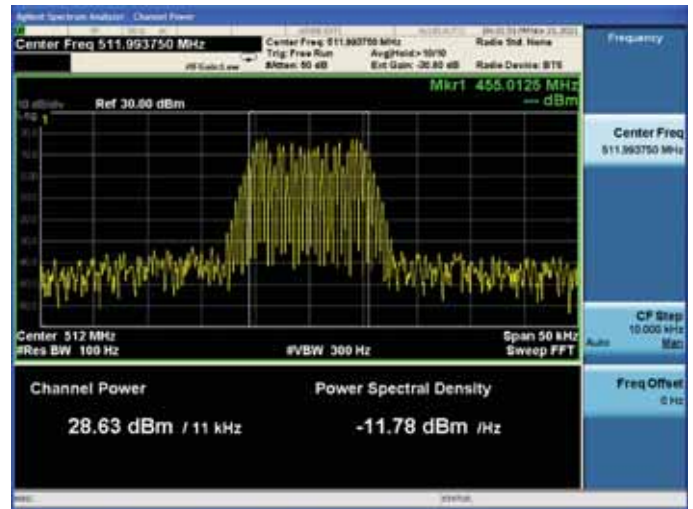 Agilent Spectrum Analyzer - Channel Power
Center Freq 511.993750 MHz
Center Freq: 511.993750 MHz
Radio Std: None
Trig: Free Run
Avg|Hold:>10/10
#IFGain:Low
#Atten: 50 dB
Ext Gain: -30.80 dB
Radio Device: BTS
Mkr1 455.0125 MHz
--- dBm
10 dB/div
Ref 30.00 dBm
Log
1
Center 512 MHz
Span 50 kHz
#Res BW 100 Hz
#VBW 300 Hz
Sweep FFT
Channel Power
Power Spectral Density
28.63 dBm / 11 kHz
-11.78 dBm /Hz
MSG
STATUS
Frequency
Center Freq
511.993750 MHz
CF Step
10.000 kHz
Auto
Man
Freq Offset
0 Hz